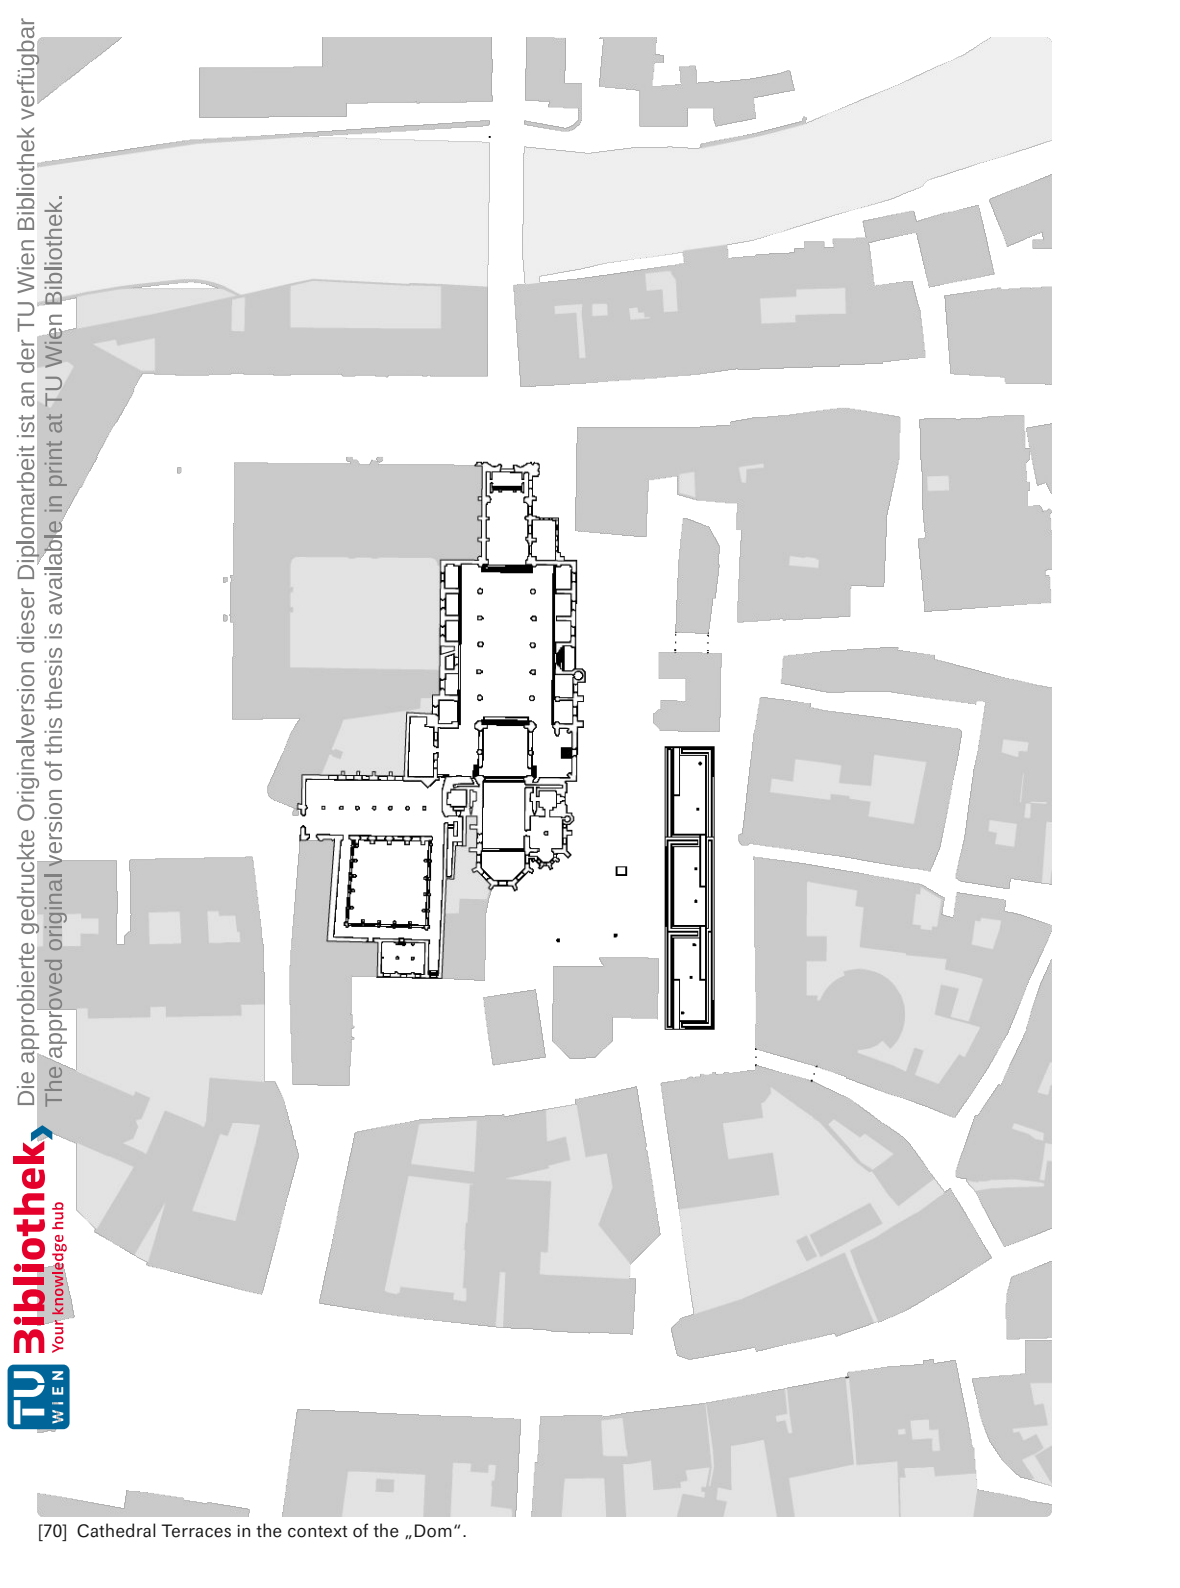 Die approbierte gedruckte Originalversion dieser Diplomarbeit ist an der TU Wien Bibliothek verfügbar
The approved original version of this thesis is available in print at TU Wien Bibliothek.
Bibliothek
Your knowledge hub
TU
WIEN
[70] Cathedral Terraces in the context of the „Dom“.